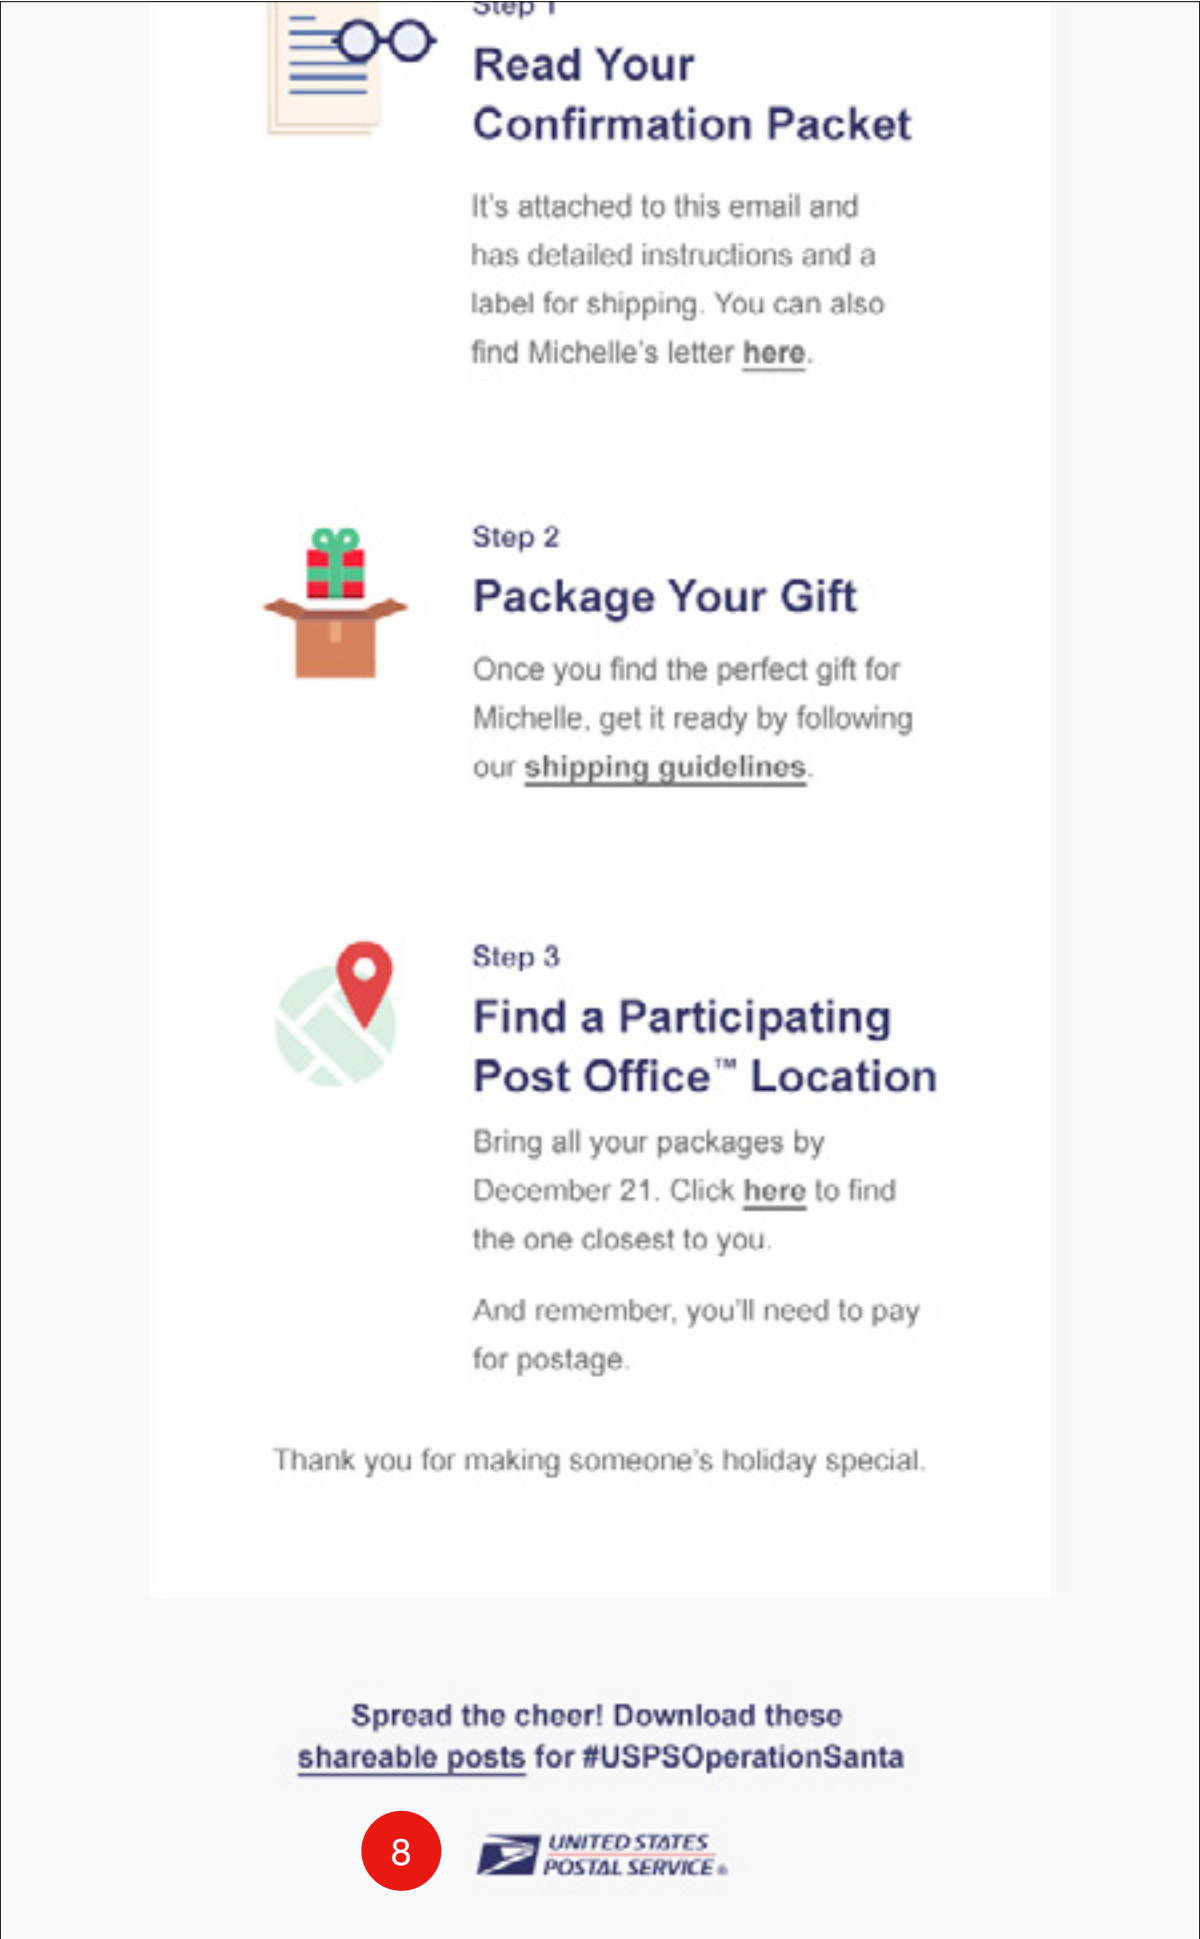 Step 1
Read Your
Confirmation Packet
It's attached to this email and
has detailed instructions and a
label for shipping. You can also
find Michelle's letter here.
Step 2
Package Your Gift
Once you find the perfect gift for
Michelle, get it ready by following
our shipping guidelines.
Step 3
Find a Participating
Post Office™ Location
Bring all your packages by
December 21. Click here to find
the one closest to you.
And remember, you'll need to pay
for postage.
Thank you for making someone's holiday special.
Spread the cheer! Download these
shareable posts for #USPSOperationSanta
8
UNITED STATES
POSTAL SERVICE®